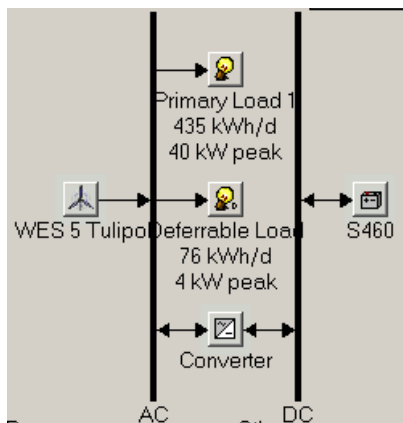 Primary Load 1
435 kWh/d
40 kW peak
WES 5 Tulipo
Deferrable Load
S460
76 kWh/d
4 kW peak
Converter
AC
DC